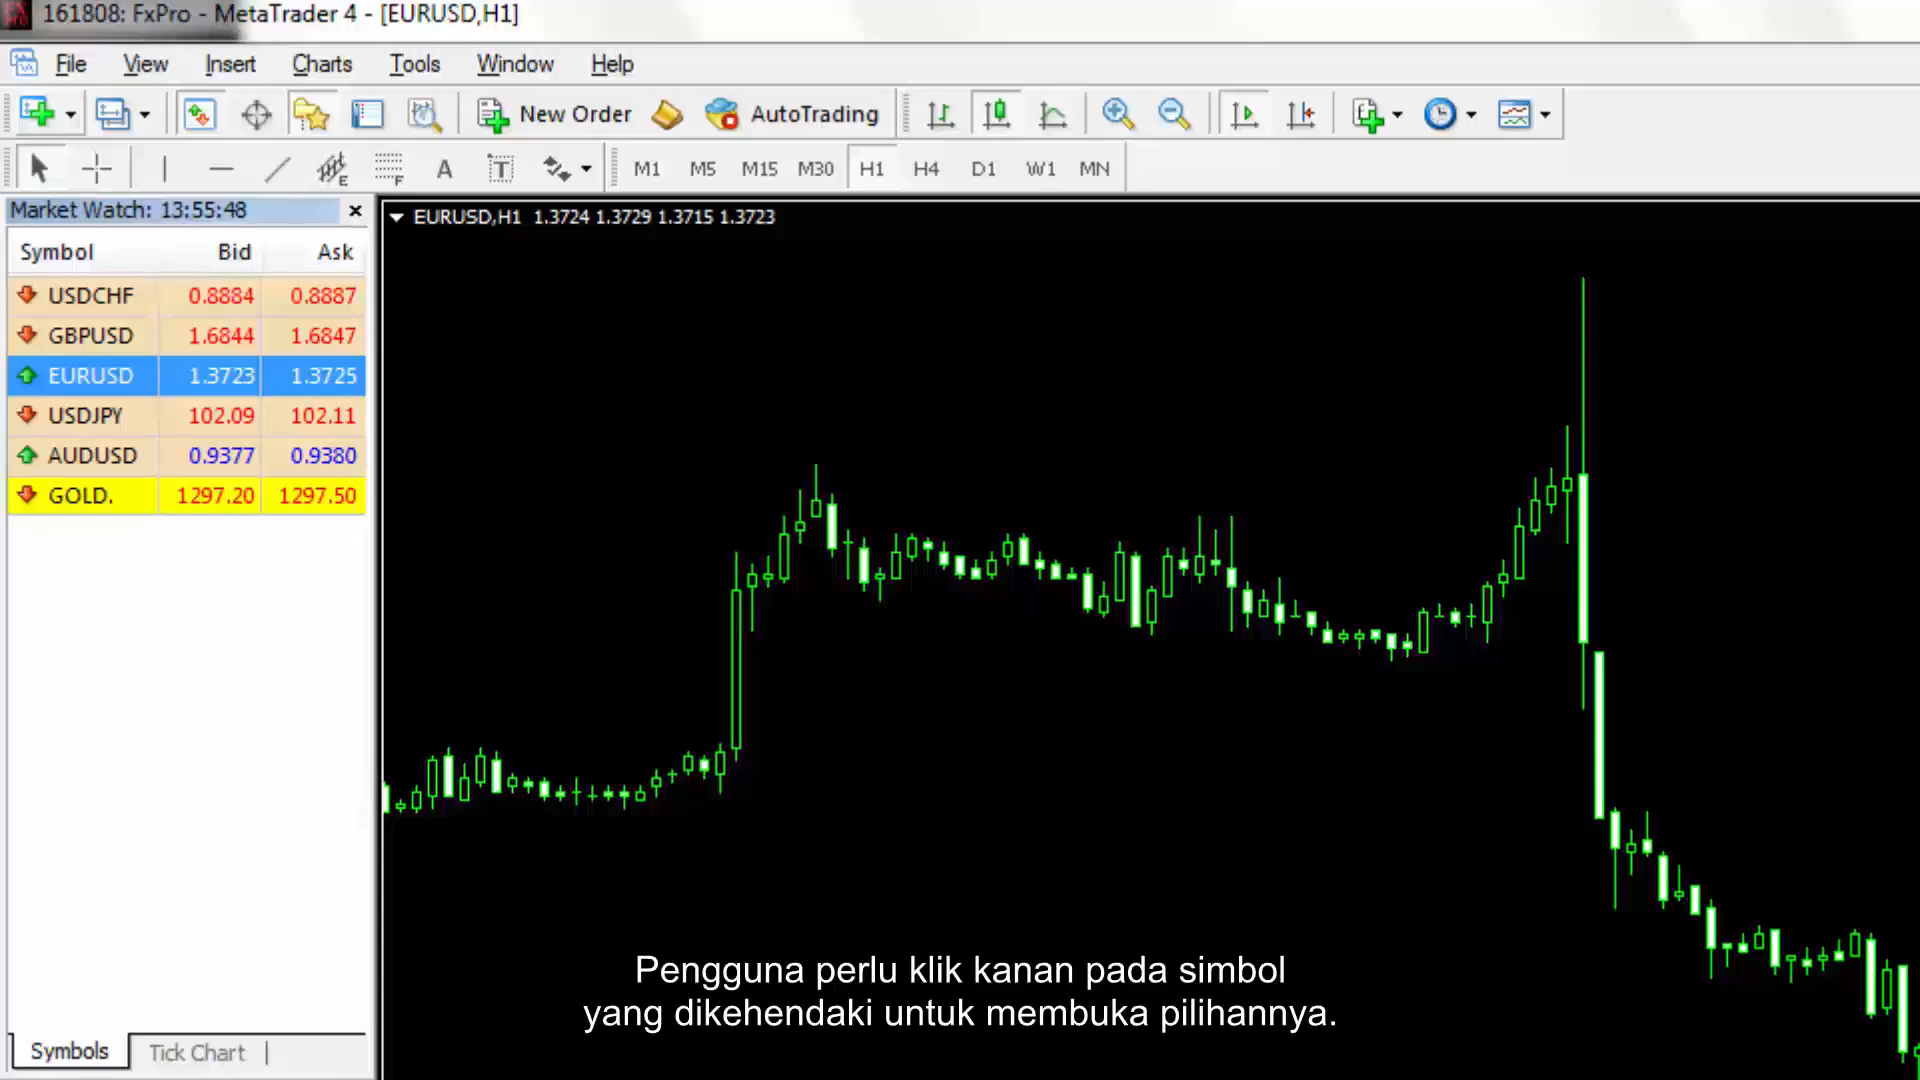 161808: FxPro - MetaTrader 4 - [EURUSD,H1]
File View Insert Charts Tools Window Help
New Order AutoTrading
E F A T M1 M5 M15 M30 H1 H4 D1 W1 MN
Market Watch: 13:55:48
EURUSD,H1 1.3724 1.3729 1.3715 1.3723
Symbol Bid Ask
USDCHF 0.8884 0.8887
GBPUSD 1.6844 1.6847
EURUSD 1.3723 1.3725
USDJPY 102.09 102.11
AUDUSD 0.9377 0.9380
GOLD. 1297.20 1297.50
Pengguna perlu klik kanan pada simbol
yang dikehendaki untuk membuka pilihannya.
Symbols Tick Chart